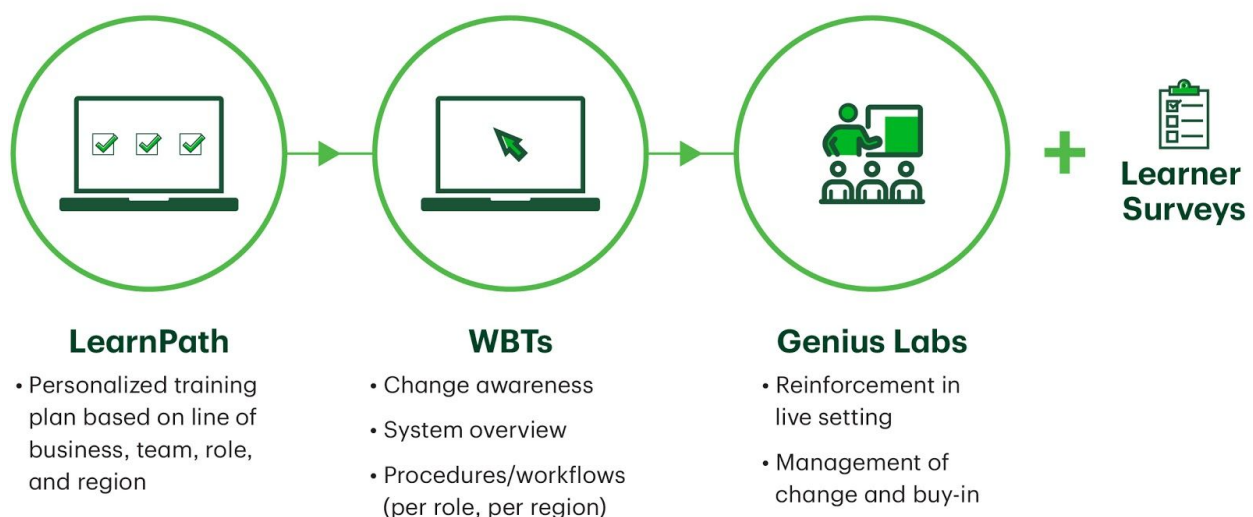 Learner
Surveys
LearnPath
• Personalized training
plan based on line of
business, team, role,
and region
WBTs
• Change awareness
• System overview
• Procedures/workflows
(per role, per region)
Genius Labs
• Reinforcement in
live setting
• Management of
change and buy-in